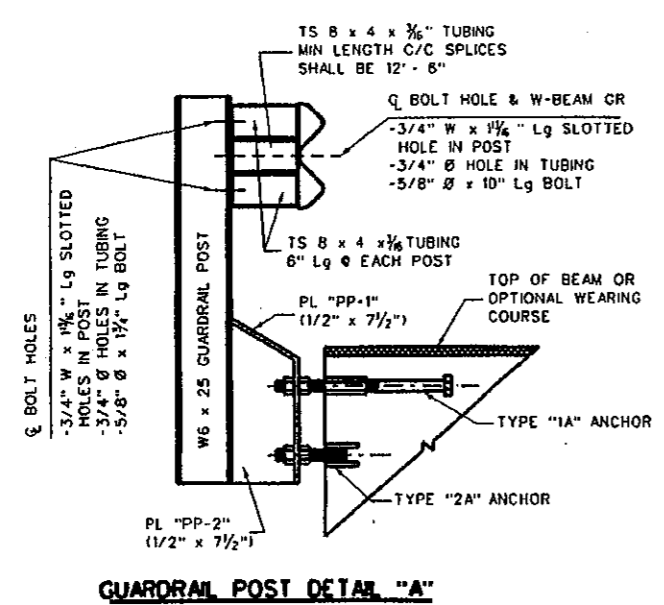 TS 8 x 4 x 3/16" TUBING
MIN LENGTH C/C SPLICES
SHALL BE 12' - 6"
℄ BOLT HOLE & W-BEAM GR
-3/4" W x 1 1/16" Lg SLOTTED
HOLE IN POST
-3/4" Ø HOLE IN TUBING
-5/8" Ø x 10" Lg BOLT
TS 8 x 4 x 3/16 TUBING
6" Lg @ EACH POST
℄ BOLT HOLES
-3/4" W x Lg SLOTTED
HOLES IN POST
-3/4" Ø HOLES IN TUBING
-5/8" Ø x 1 3/4" Lg BOLT
W6 x 25 GUARDRAIL POST
PL "PP-1"
(1/2" x 7 1/2")
TOP OF BEAM OR
OPTIONAL WEARING
COURSE
TYPE "1A" ANCHOR
TYPE "2A" ANCHOR
PL "PP-2"
(1/2" x 7 1/2")
GUARDRAIL POST DETAIL "A"